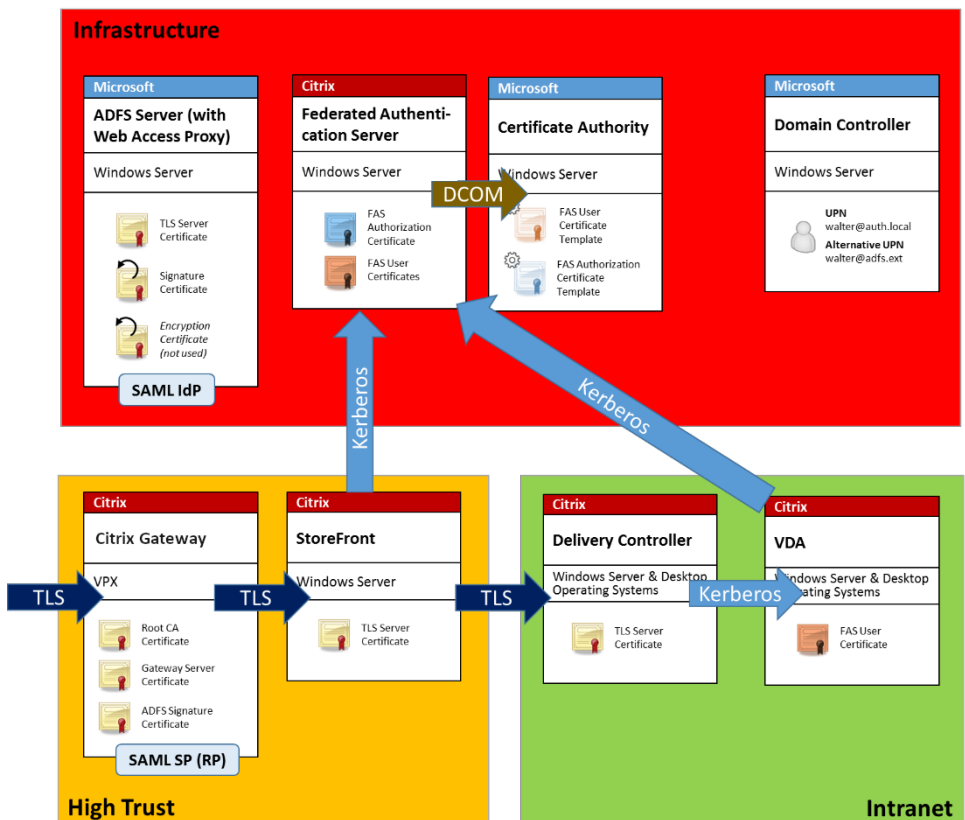 Infrastructure
Microsoft
ADFS Server (with
Web Access Proxy)
Windows Server
TLS Server
Certificate
Signature
Certificate
Encryption
Certificate
(not used)
SAML IdP
Citrix
Federated Authenti-
cation Server
Windows Server
FAS
Authorization
Certificate
FAS User
Certificates
DCOM
Microsoft
Certificate Authority
Windows Server
FAS User
Certificate
Template
FAS Authorization
Certificate
Template
Microsoft
Domain Controller
Windows Server
UPN
walter@auth.local
Alternative UPN
walter@adfs.ext
Kerberos
Kerberos
Citrix
Citrix Gateway
VPX
TLS
Root CA
Certificate
Gateway Server
Certificate
ADFS Signature
Certificate
SAML SP (RP)
Citrix
StoreFront
Windows Server
TLS
TLS Server
Certificate
High Trust
TLS
Citrix
Delivery Controller
Windows Server & Desktop
Operating Systems
TLS Server
Certificate
Kerberos
Citrix
VDA
Windows Server & Desktop
Operating Systems
FAS User
Certificate
Intranet